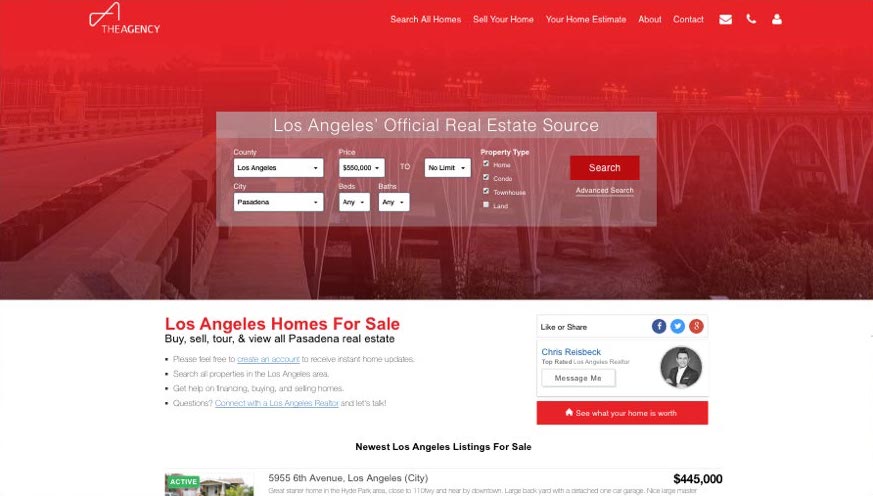 THEAGENCY
Search All Homes Sell Your Home Your Home Estimate About Contact
Los Angeles' Official Real Estate Source
County Price Property Type
Los Angeles $550,000 TO No Limit Home
Condo
Search
City Beds Baths Townhouse Advanced Search
Pasadena Any Any Land
Los Angeles Homes For Sale
Buy, sell, tour, & view all Pasadena real estate
Please feel free to create an account to receive instant home updates.
Search all properties in the Los Angeles area.
Get help on financing, buying, and selling homes.
Questions? Connect with a Los Angeles Realtor and let's talk!
Like or Share
Chris Reisbeck
Top Rated Los Angeles Realtor
Message Me
See what your home is worth
Newest Los Angeles Listings For Sale
ACTIVE 5955 6th Avenue, Los Angeles (City) $445,000
Great starter home in the Hyde Park area, close to 110fwy and near by downtown. Large back yard with a detached one car garage. Nice large master